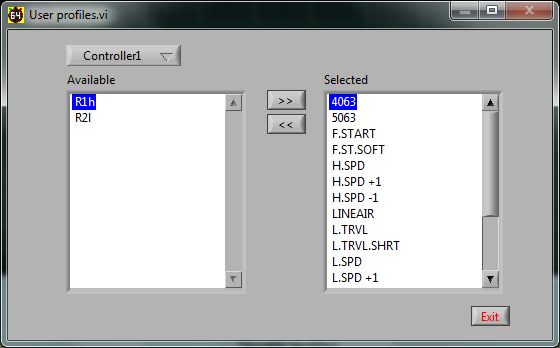 64 User profiles.vi
Controller1
Available
Selected
R1h
R2l
>>
<<
4063
5063
F.START
F.ST.SOFT
H.SPD
H.SPD +1
H.SPD -1
LINEAIR
L.TRVL
L.TRVL.SHRT
L.SPD
L.SPD +1
Exit